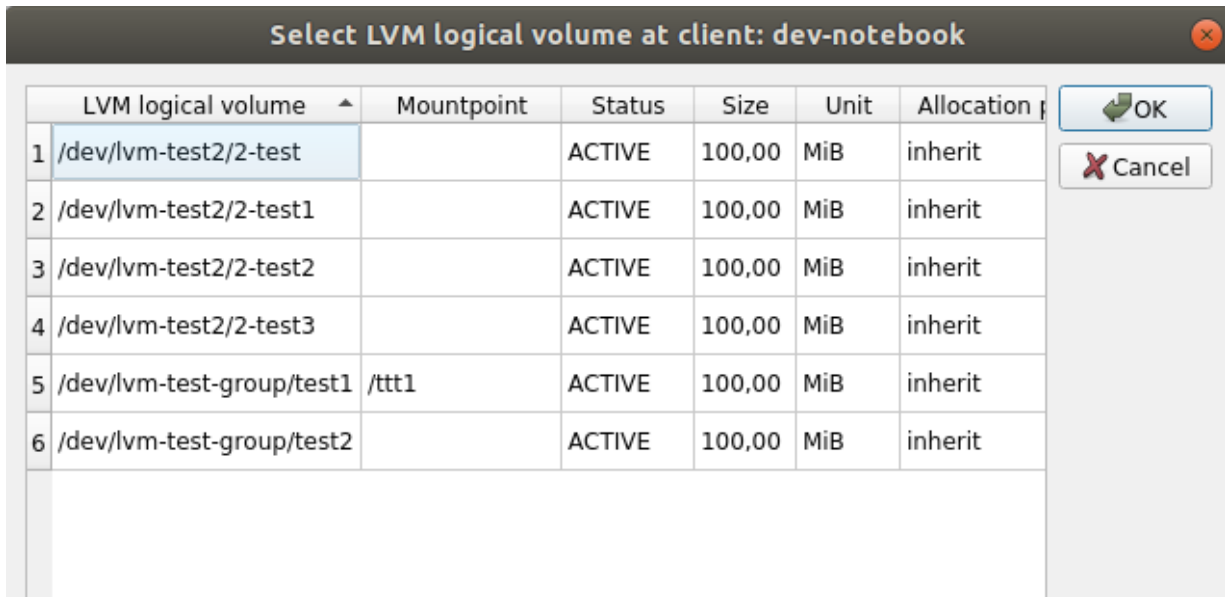 Select LVM logical volume at client: dev-notebook
LVM logical volume Mountpoint Status Size Unit Allocation p
OK
1 /dev/lvm-test2/2-test ACTIVE 100,00 MiB inherit
Cancel
2 /dev/lvm-test2/2-test1 ACTIVE 100,00 MiB inherit
3 /dev/lvm-test2/2-test2 ACTIVE 100,00 MiB inherit
4 /dev/lvm-test2/2-test3 ACTIVE 100,00 MiB inherit
5 /dev/lvm-test-group/test1 /ttt1 ACTIVE 100,00 MiB inherit
6 /dev/lvm-test-group/test2 ACTIVE 100,00 MiB inherit